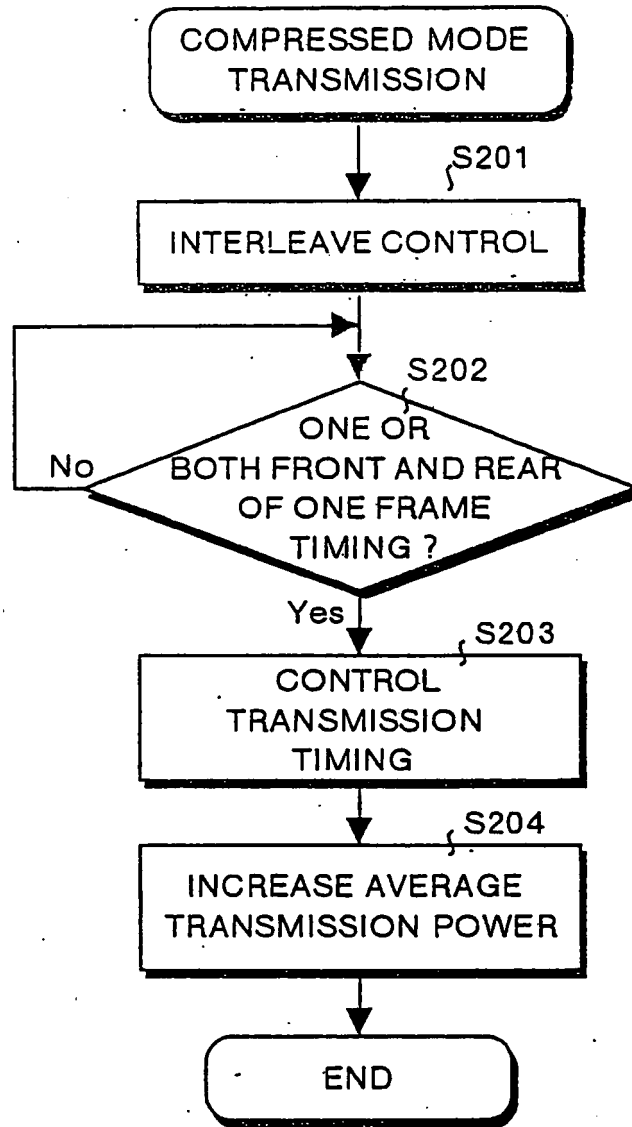 COMPRESSED MODE
TRANSMISSION
S201
INTERLEAVE CONTROL
S202
ONE OR
BOTH FRONT AND REAR
OF ONE FRAME
TIMING ?
No
Yes
S203
CONTROL
TRANSMISSION
TIMING
S204
INCREASE AVERAGE
TRANSMISSION POWER
END